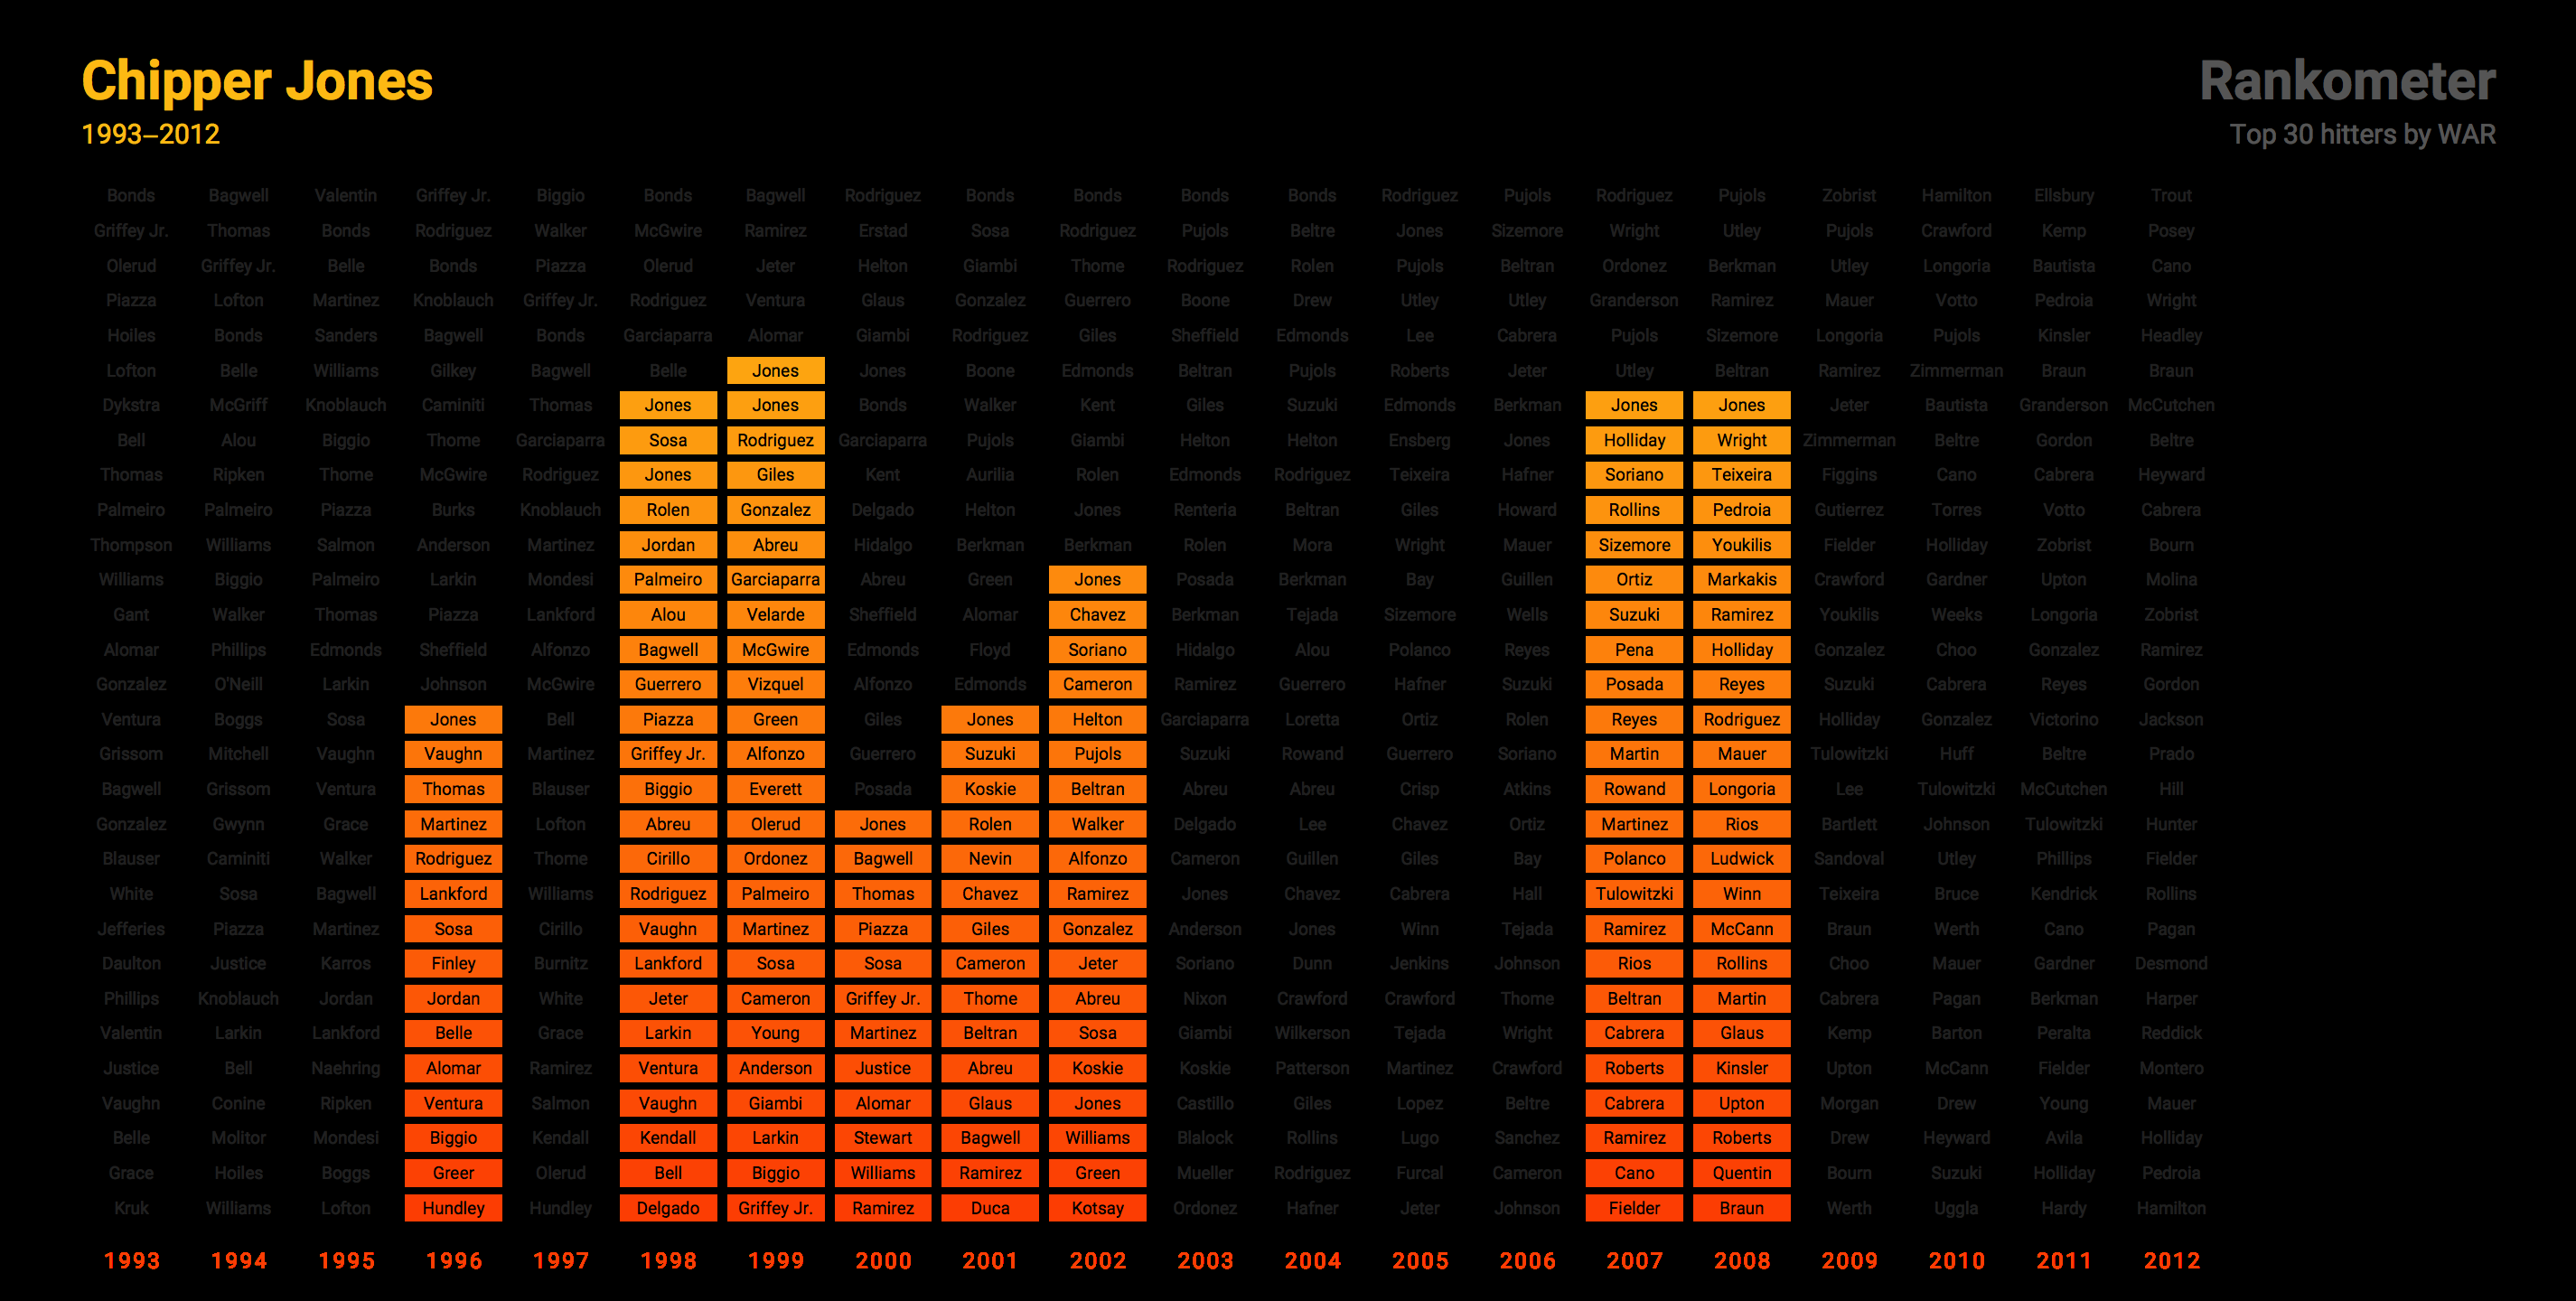 Chipper Jones
1993–2012
Rankometer
Top 30 hitters by WAR
Bonds Bagwell Valentin Griffey Jr. Biggio Bonds Bagwell Rodriguez Bonds Bonds Bonds Bonds Rodriguez Pujols Rodriguez Pujols Zobrist Hamilton Ellsbury Trout
Griffey Jr. Thomas Bonds Rodriguez Walker McGwire Ramirez Erstad Sosa Rodriguez Pujols Beltre Jones Sizemore Wright Utley Pujols Crawford Kemp Posey
Olerud Griffey Jr. Belle Bonds Piazza Olerud Jeter Helton Giambi Thome Rodriguez Rolen Pujols Beltran Ordonez Berkman Utley Longoria Bautista Cano
Piazza Lofton Martinez Knoblauch Griffey Jr. Rodriguez Ventura Glaus Gonzalez Guerrero Boone Drew Utley Utley Granderson Ramirez Mauer Votto Pedroia Wright
Hoiles Bonds Sanders Bagwell Bonds Garciaparra Alomar Giambi Rodriguez Giles Sheffield Edmonds Lee Cabrera Pujols Sizemore Longoria Pujols Kinsler Headley
Lofton Belle Williams Gilkey Bagwell Belle Jones Jones Boone Edmonds Beltran Pujols Roberts Jeter Utley Beltran Ramirez Zimmerman Braun Braun
Dykstra McGriff Knoblauch Caminiti Thomas Jones Jones Bonds Walker Kent Giles Suzuki Edmonds Berkman Jones Jones Jeter Bautista Granderson McCutchen
Bell Alou Biggio Thome Garciaparra Sosa Rodriguez Garciaparra Pujols Giambi Helton Helton Ensberg Jones Holliday Wright Zimmerman Beltre Gordon Beltre
Thomas Ripken Thome McGwire Rodriguez Jones Giles Kent Aurilia Rolen Edmonds Rodriguez Teixeira Hafner Soriano Teixeira Figgins Cano Cabrera Heyward
Palmeiro Palmeiro Piazza Burks Knoblauch Rolen Gonzalez Delgado Helton Jones Renteria Beltran Giles Howard Rollins Pedroia Gutierrez Torres Votto Cabrera
Thompson Williams Salmon Anderson Martinez Jordan Abreu Hidalgo Berkman Berkman Rolen Mora Wright Mauer Sizemore Youkilis Fielder Holliday Zobrist Bourn
Williams Biggio Palmeiro Larkin Mondesi Palmeiro Garciaparra Abreu Green Jones Posada Berkman Bay Guillen Ortiz Markakis Crawford Gardner Upton Molina
Gant Walker Thomas Piazza Lankford Alou Velarde Sheffield Alomar Chavez Berkman Tejada Sizemore Wells Suzuki Ramirez Youkilis Weeks Longoria Zobrist
Alomar Phillips Edmonds Sheffield Alfonzo Bagwell McGwire Edmonds Floyd Soriano Hidalgo Alou Polanco Reyes Pena Holliday Gonzalez Choo Gonzalez Ramirez
Gonzalez O'Neill Larkin Johnson McGwire Guerrero Vizquel Alfonzo Edmonds Cameron Ramirez Guerrero Hafner Suzuki Posada Reyes Suzuki Cabrera Reyes Gordon
Ventura Boggs Sosa Jones Bell Piazza Green Giles Jones Helton Garciaparra Loretta Ortiz Rolen Reyes Rodriguez Holliday Gonzalez Victorino Jackson
Grissom Mitchell Vaughn Vaughn Martinez Griffey Jr. Alfonzo Guerrero Suzuki Pujols Suzuki Rowand Guerrero Soriano Martin Mauer Tulowitzki Huff Beltre Prado
Bagwell Grissom Ventura Thomas Blauser Biggio Everett Posada Koskie Beltran Abreu Abreu Crisp Atkins Rowand Longoria Lee Tulowitzki McCutchen Hill
Gonzalez Gwynn Grace Martinez Lofton Abreu Olerud Jones Rolen Walker Delgado Lee Chavez Ortiz Martinez Rios Bartlett Johnson Tulowitzki Hunter
Blauser Caminiti Walker Rodriguez Thome Cirillo Ordonez Bagwell Nevin Alfonzo Cameron Guillen Giles Bay Polanco Ludwick Sandoval Utley Phillips Fielder
White Sosa Bagwell Lankford Williams Rodriguez Palmeiro Thomas Chavez Ramirez Jones Chavez Cabrera Hall Tulowitzki Winn Teixeira Bruce Kendrick Rollins
Jefferies Piazza Martinez Sosa Cirillo Vaughn Martinez Piazza Giles Gonzalez Anderson Jones Winn Tejada Ramirez McCann Braun Werth Cano Pagan
Daulton Justice Karros Finley Burnitz Lankford Sosa Sosa Cameron Jeter Soriano Dunn Jenkins Johnson Rios Rollins Choo Mauer Gardner Desmond
Phillips Knoblauch Jordan Jordan White Jeter Cameron Griffey Jr. Thome Abreu Nixon Crawford Crawford Thome Beltran Martin Cabrera Pagan Berkman Harper
Valentin Larkin Lankford Belle Grace Larkin Young Martinez Beltran Sosa Giambi Wilkerson Tejada Wright Cabrera Glaus Kemp Barton Peralta Reddick
Justice Bell Naehring Alomar Ramirez Ventura Anderson Justice Abreu Koskie Koskie Patterson Martinez Crawford Roberts Kinsler Upton McCann Fielder Montero
Vaughn Conine Ripken Ventura Salmon Vaughn Giambi Alomar Glaus Jones Castillo Giles Lopez Beltre Cabrera Upton Morgan Drew Young Mauer
Belle Molitor Mondesi Biggio Kendall Kendall Larkin Stewart Bagwell Williams Blalock Rollins Lugo Sanchez Ramirez Roberts Drew Heyward Avila Holliday
Grace Hoiles Boggs Greer Olerud Bell Biggio Williams Ramirez Green Mueller Rodriguez Furcal Cameron Cano Quentin Bourn Suzuki Holliday Pedroia
Kruk Williams Lofton Hundley Hundley Delgado Griffey Jr. Ramirez Duca Kotsay Ordonez Hafner Jeter Johnson Fielder Braun Werth Uggla Hardy Hamilton
1993 1994 1995 1996 1997 1998 1999 2000 2001 2002 2003 2004 2005 2006 2007 2008 2009 2010 2011 2012